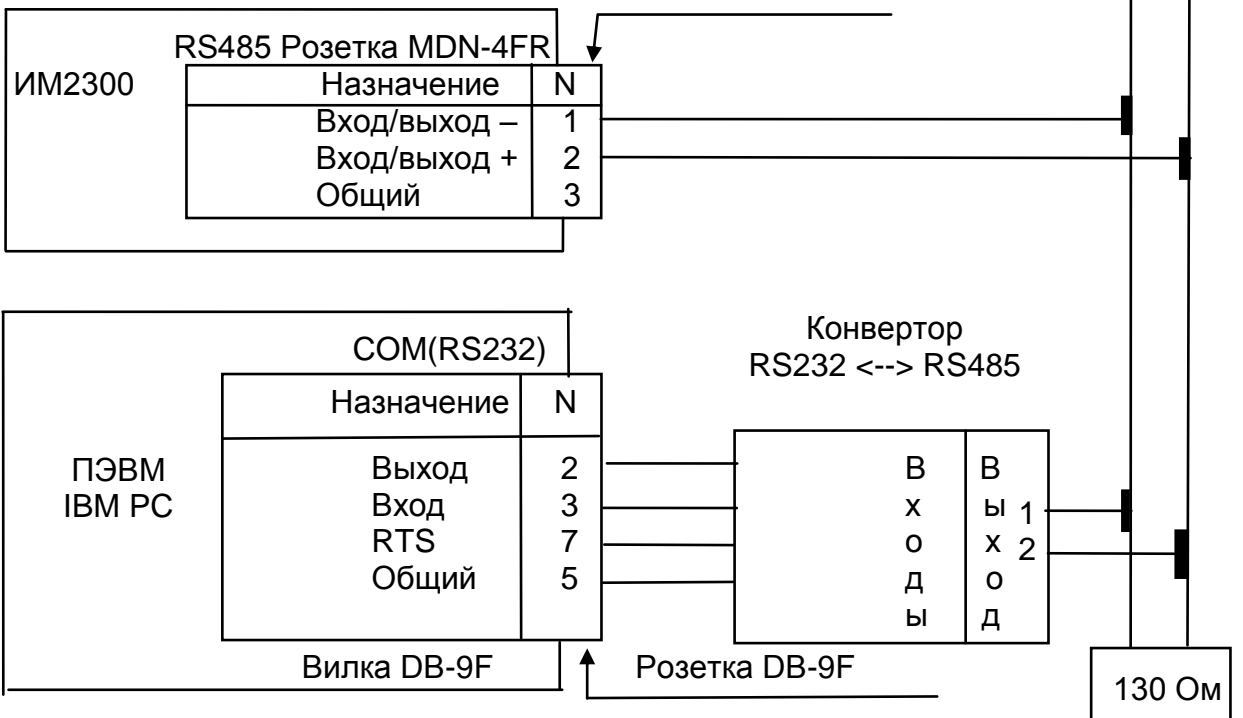 RS485 Розетка MDN-4FR
ИМ2300
Назначение N
Вход/выход – 1
Вход/выход + 2
Общий 3
COM(RS232)
Назначение N
ПЭВМ
IBM PC
Выход 2
Вход 3
RTS 7
Общий 5
Вилка DB-9F
Розетка DB-9F
Конвертор
RS232 <--> RS485
Входы
Выход
1
2
130 Ом